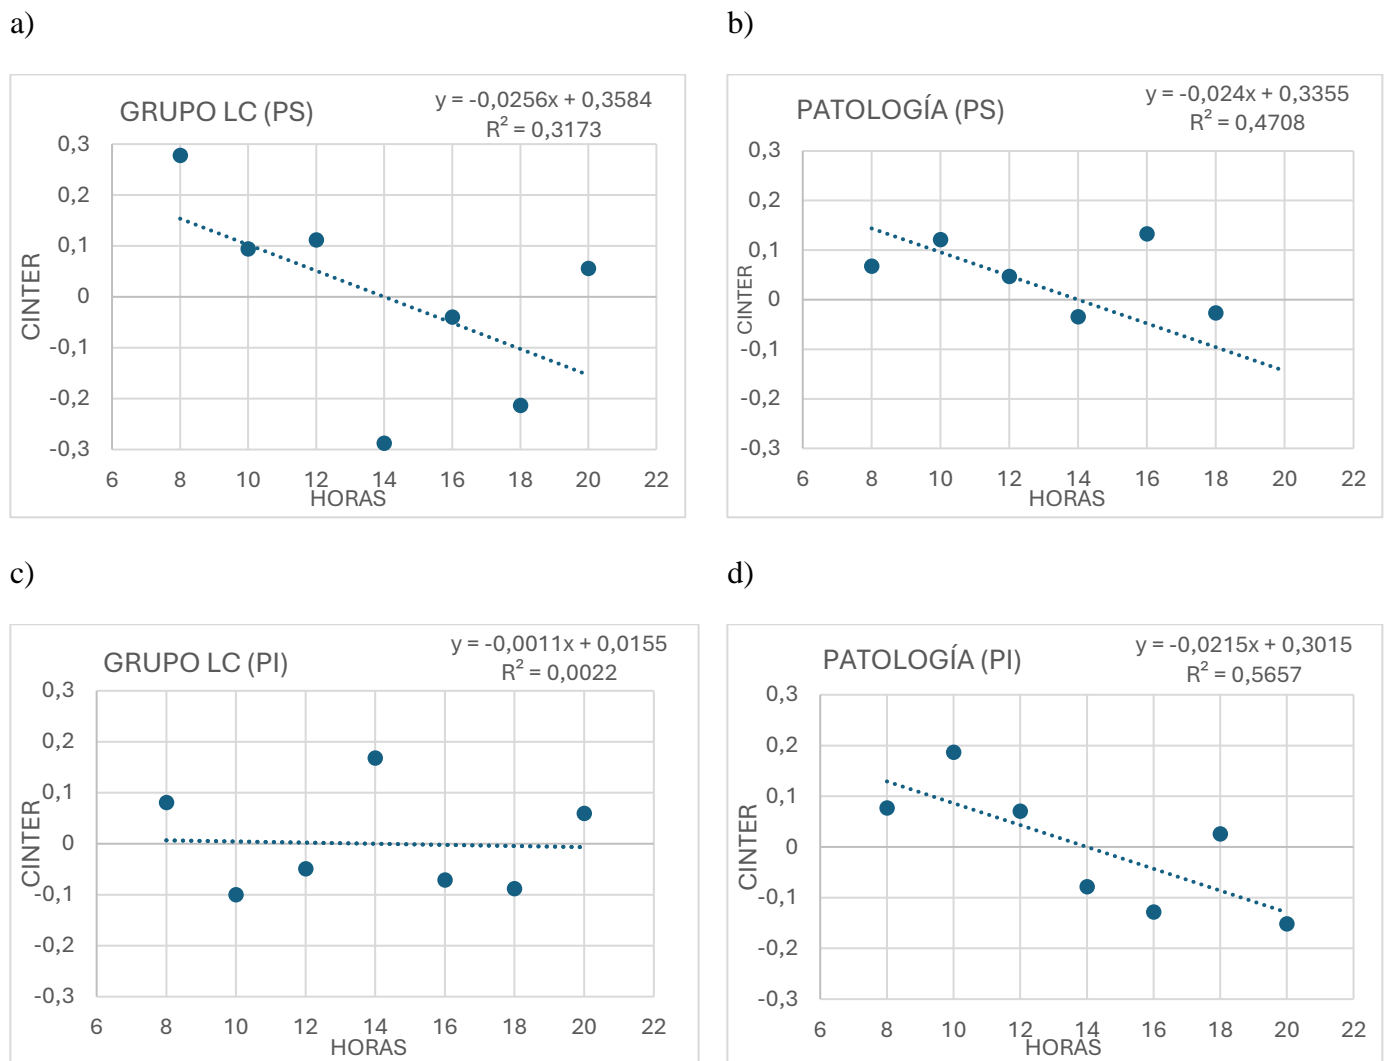 a)
b)
GRUPO LC (PS)
y = -0,0256x + 0,3584
R² = 0,3173
0,3
0,2
0,1
0
-0,1
-0,2
-0,3
CINTER
6 8 10 12 14 16 18 20 22
HORAS
PATOLOGÍA (PS)
y = -0,024x + 0,3355
R² = 0,4708
0,3
0,2
0,1
0
-0,1
-0,2
-0,3
CINTER
6 8 10 12 14 16 18 20 22
HORAS
c)
d)
GRUPO LC (PI)
y = -0,0011x + 0,0155
R² = 0,0022
0,3
0,2
0,1
0
-0,1
-0,2
-0,3
CINTER
6 8 10 12 14 16 18 20 22
HORAS
PATOLOGÍA (PI)
y = -0,0215x + 0,3015
R² = 0,5657
0,3
0,2
0,1
0
-0,1
-0,2
-0,3
CINTER
6 8 10 12 14 16 18 20 22
HORAS